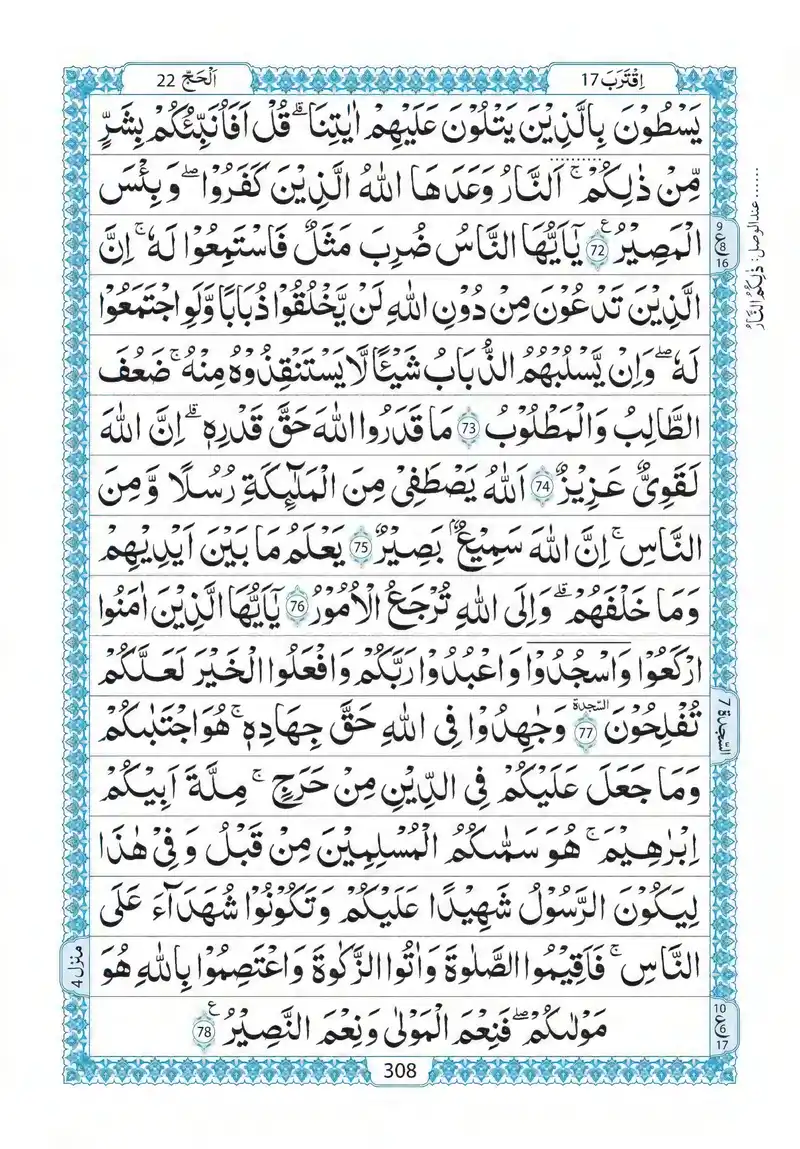 اِقْتَرَبَ 17
اَلْحَجّ 22
يَسْطُوْنَ بِالَّذِيْنَ يَتْلُوْنَ عَلَيْهِمْ اٰيٰتِنَا ؕ قُلْ اَفَاُنَبِّئُكُمْ بِشَرٍّ
مِّنْ ذٰلِكُمْ ؕ اَلنَّارُ وَعَدَهَا اللّٰهُ الَّذِيْنَ كَفَرُوْا ؕ وَبِئْسَ
الْمَصِيْرُ 72 يٰۤاَيُّهَا النَّاسُ ضُرِبَ مَثَلٌ فَاسْتَمِعُوْا لَهٗ ؕ اِنَّ
الَّذِيْنَ تَدْعُوْنَ مِنْ دُوْنِ اللّٰهِ لَنْ يَّخْلُقُوْا ذُبَابًا وَّلَوِ اجْتَمَعُوْا
لَهٗ ؕ وَاِنْ يَّسْلُبْهُمُ الذُّبَابُ شَيْـًٔا لَّا يَسْتَنْقِذُوْهُ مِنْهُ ؕ ضَعُفَ
الطَّالِبُ وَالْمَطْلُوْبُ 73 مَا قَدَرُوا اللّٰهَ حَقَّ قَدْرِهٖ ؕ اِنَّ اللّٰهَ
لَقَوِيٌّ عَزِيْزٌ 74 اَللّٰهُ يَصْطَفِيْ مِنَ الْمَلٰٓئِكَةِ رُسُلًا وَّمِنَ
النَّاسِ ؕ اِنَّ اللّٰهَ سَمِيْعٌۢ بَصِيْرٌ 75 يَعْلَمُ مَا بَيْنَ اَيْدِيْهِمْ
وَمَا خَلْفَهُمْ ؕ وَاِلَى اللّٰهِ تُرْجَعُ الْاُمُوْرُ 76 يٰۤاَيُّهَا الَّذِيْنَ اٰمَنُوا
ارْكَعُوْا وَاسْجُدُوْا وَاعْبُدُوْا رَبَّكُمْ وَافْعَلُوا الْخَيْرَ لَعَلَّكُمْ
تُفْلِحُوْنَ السّجدة 77 وَجٰهِدُوْا فِي اللّٰهِ حَقَّ جِهَادِهٖ ؕ هُوَ اجْتَبٰىكُمْ
وَمَا جَعَلَ عَلَيْكُمْ فِي الدِّيْنِ مِنْ حَرَجٍ ؕ مِلَّةَ اَبِيْكُمْ
اِبْرٰهِيْمَ ؕ هُوَ سَمّٰىكُمُ الْمُسْلِمِيْنَ مِنْ قَبْلُ وَفِيْ هٰذَا
لِيَكُوْنَ الرَّسُوْلُ شَهِيْدًا عَلَيْكُمْ وَتَكُوْنُوْا شُهَدَآءَ عَلَى
النَّاسِ ؕ فَاَقِيْمُوا الصَّلٰوةَ وَاٰتُوا الزَّكٰوةَ وَاعْتَصِمُوْا بِاللّٰهِ هُوَ
مَوْلٰىكُمْ ؕ فَنِعْمَ الْمَوْلٰى وَنِعْمَ النَّصِيْرُ 78
308
عند الوصل: ذٰلِكُمُ النَّارُ
9 ع 8 16
السّجدة 7
منزل 4
10 ع 6 17